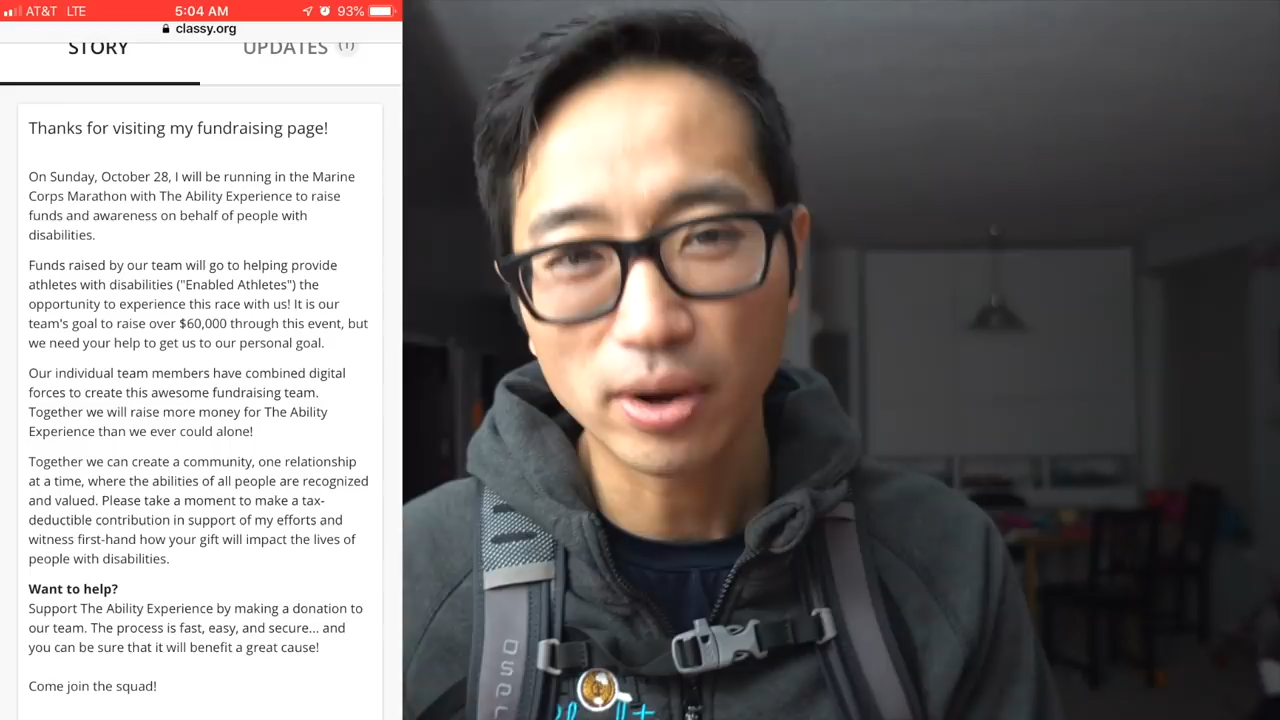 AT&T LTE 5:04 AM 93%
classy.org
STORY UPDATES (1)
Thanks for visiting my fundraising page!
On Sunday, October 28, I will be running in the Marine
Corps Marathon with The Ability Experience to raise
funds and awareness on behalf of people with
disabilities.
Funds raised by our team will go to helping provide
athletes with disabilities ("Enabled Athletes") the
opportunity to experience this race with us! It is our
team's goal to raise over $60,000 through this event, but
we need your help to get us to our personal goal.
Our individual team members have combined digital
forces to create this awesome fundraising team.
Together we will raise more money for The Ability
Experience than we ever could alone!
Together we can create a community, one relationship
at a time, where the abilities of all people are recognized
and valued. Please take a moment to make a tax-
deductible contribution in support of my efforts and
witness first-hand how your gift will impact the lives of
people with disabilities.
Want to help?
Support The Ability Experience by making a donation to
our team. The process is fast, easy, and secure... and
you can be sure that it will benefit a great cause!
Come join the squad!